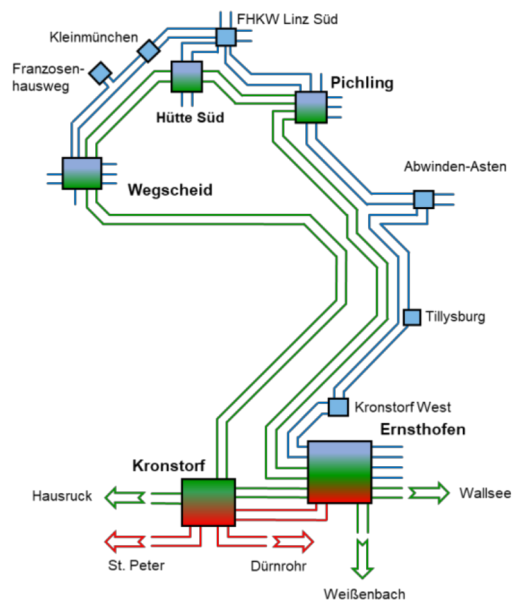 FHKW Linz Süd
Kleinmünchen
Franzosen-
hausweg
Pichling
Hütte Süd
Abwinden-Asten
Wegscheid
Tillysburg
Kronstorf West
Ernsthofen
Kronstorf
Hausruck
Wallsee
St. Peter
Dürnrohr
Weißenbach